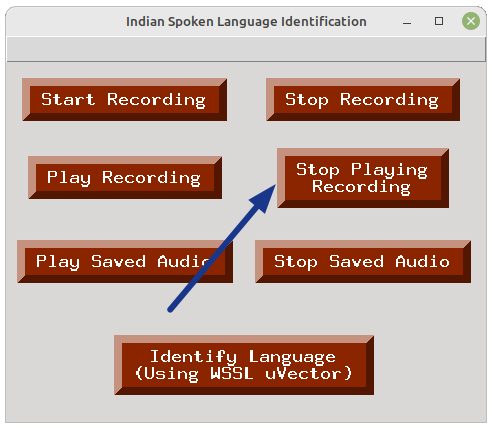 Indian Spoken Language Identification
Start Recording
Stop Recording
Play Recording
Stop Playing
Recording
Play Saved Audio
Stop Saved Audio
Identify Language
(Using WSSL uVector)